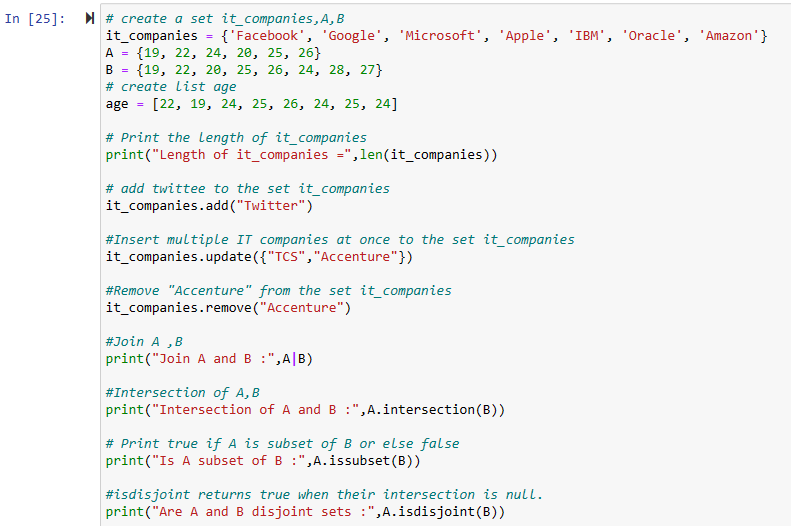 In [25]:
# create a set it_companies,A,B
it_companies = {'Facebook', 'Google', 'Microsoft', 'Apple', 'IBM', 'Oracle', 'Amazon'}
A = {19, 22, 24, 20, 25, 26}
B = {19, 22, 20, 25, 26, 24, 28, 27}
# create list age
age = [22, 19, 24, 25, 26, 24, 25, 24]
# Print the length of it_companies
print("Length of it_companies =",len(it_companies))
# add twittee to the set it_companies
it_companies.add("Twitter")
#Insert multiple IT companies at once to the set it_companies
it_companies.update({"TCS","Accenture"})
#Remove "Accenture" from the set it_companies
it_companies.remove("Accenture")
#Join A ,B
print("Join A and B :",A|B)
#Intersection of A,B
print("Intersection of A and B :",A.intersection(B))
# Print true if A is subset of B or else false
print("Is A subset of B :",A.issubset(B))
#isdisjoint returns true when their intersection is null.
print("Are A and B disjoint sets :",A.isdisjoint(B))